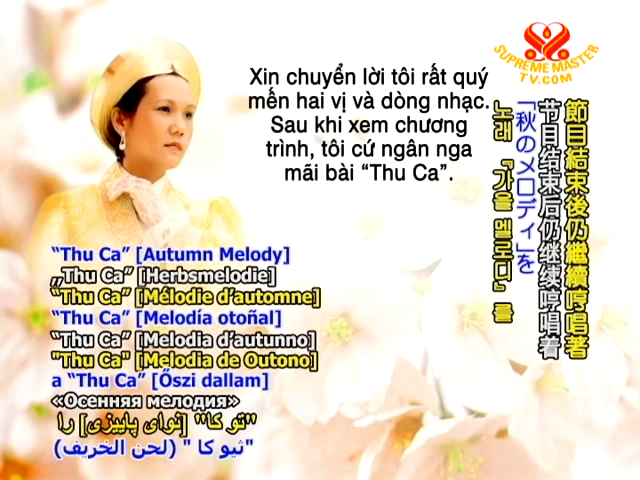 SUPREME MASTER
TV.COM
Xin chuyển lời tôi rất quý
mến hai vị và dòng nhạc.
Sau khi xem chương
trình, tôi cứ ngân nga
mãi bài “Thu Ca”.
節目結束後仍繼續哼唱著
节目结束后仍继续哼唱着
「秋のメロディ」を
노래 『가을 멜로디』를
“Thu Ca” [Autumn Melody]
„Thu Ca” [Herbsmelodie]
“Thu Ca” [Mélodie d’automne]
“Thu Ca” [Melodía otoñal]
“Thu Ca” [Melodia d’autunno]
"Thu Ca" [Melodia de Outono]
a “Thu Ca” [Őszi dallam]
«Осенняя мелодия»
"تو کا" [نوای پاییزی] را
"ثيو كا " (لحن الخريف)